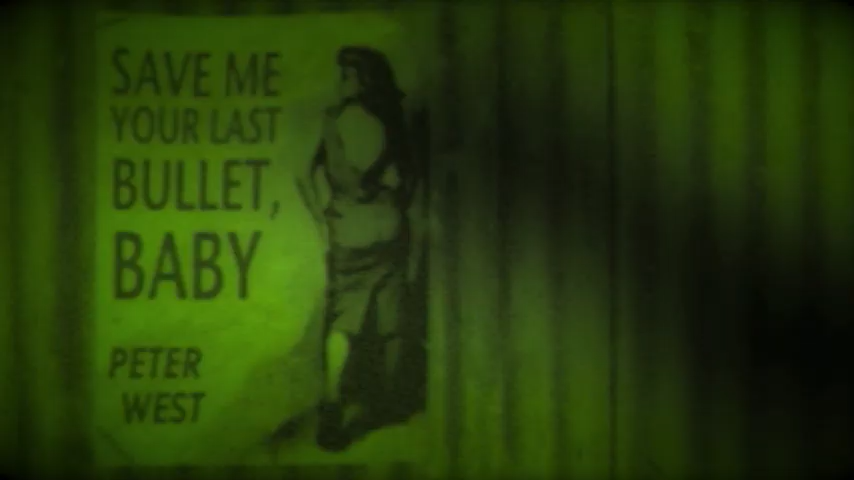 SAVE ME
YOUR LAST
BULLET,
BABY
PETER
WEST